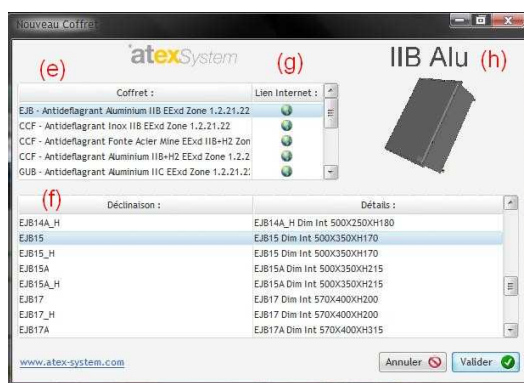 Nouveau Coffret
atexSystem
IIB Alu
(h)
(e)
(g)
Coffret :
Lien Internet :
EJB - Antideflagrant Aluminium IIB EExd Zone 1.2.21.22
CCF - Antideflagrant Inox IIB EExd Zone 1.2.21.22
CCF - Antideflagrant Fonte Acier Mine EExd IIB+H2 Zon
CCF - Antideflagrant Aluminium IIB+H2 EExd Zone 1.2.2
GUB - Antideflagrant Aluminium IIC EExd Zone 1.2.21.2
(f)
Déclinaison :
Détails :
EJB14A_H
EJB14A_H Dim Int 500X250XH180
EJB15
EJB15 Dim Int 500X350XH170
EJB15_H
EJB15 Dim Int 500X350XH170
EJB15A
EJB15A Dim Int 500X350XH215
EJB15A_H
EJB15A Dim Int 500X350XH215
EJB17
EJB17 Dim Int 570X400XH200
EJB17_H
EJB17 Dim Int 570X400XH200
EJB17A
EJB17A Dim Int 570X400XH315
www.atex-system.com
Annuler
Valider